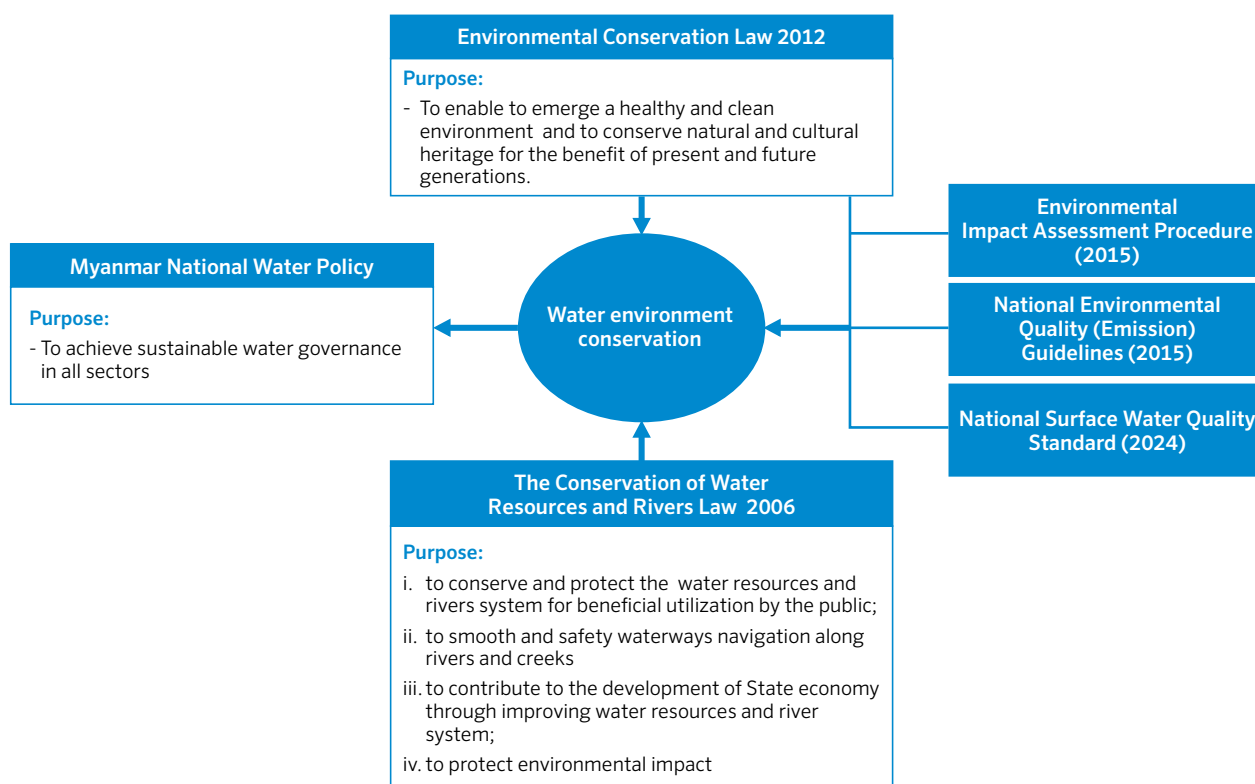 Environmental Conservation Law 2012
Purpose:
- To enable to emerge a healthy and clean
environment and to conserve natural and cultural
heritage for the benefit of present and future
generations.
Environmental
Impact Assessment Procedure
(2015)
Myanmar National Water Policy
Purpose:
- To achieve sustainable water governance
in all sectors
Water environment
conservation
National Environmental
Quality (Emission)
Guidelines (2015)
National Surface Water Quality
Standard (2024)
The Conservation of Water
Resources and Rivers Law 2006
Purpose:
i. to conserve and protect the water resources and
rivers system for beneficial utilization by the public;
ii. to smooth and safety waterways navigation along
rivers and creeks
iii. to contribute to the development of State economy
through improving water resources and river
system;
iv. to protect environmental impact